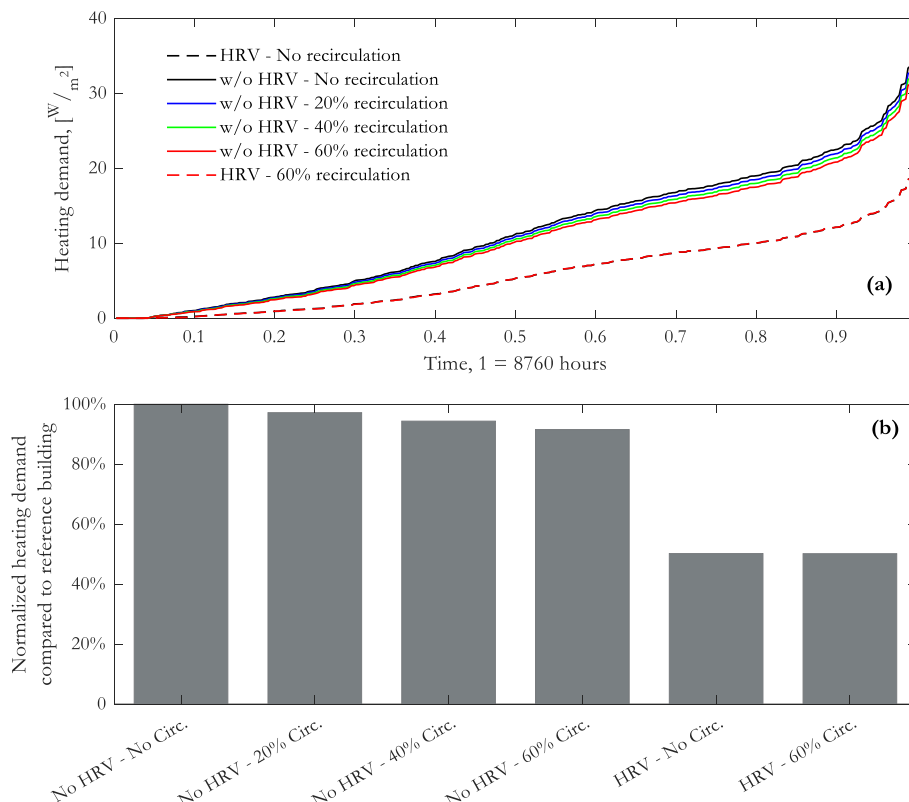 40
30
20
10
0
Heating demand, [W/m2]
HRV - No recirculation
w/o HRV - No recirculation
w/o HRV - 20% recirculation
w/o HRV - 40% recirculation
w/o HRV - 60% recirculation
HRV - 60% recirculation
(a)
0 0.1 0.2 0.3 0.4 0.5 0.6 0.7 0.8 0.9
Time, 1 = 8760 hours
100%
80%
60%
40%
20%
0
Normalized heating demand
compared to reference building
(b)
No HRV - No Circ.
No HRV - 20% Circ.
No HRV - 40% Circ.
No HRV - 60% Circ.
HRV - No Circ.
HRV - 60% Circ.